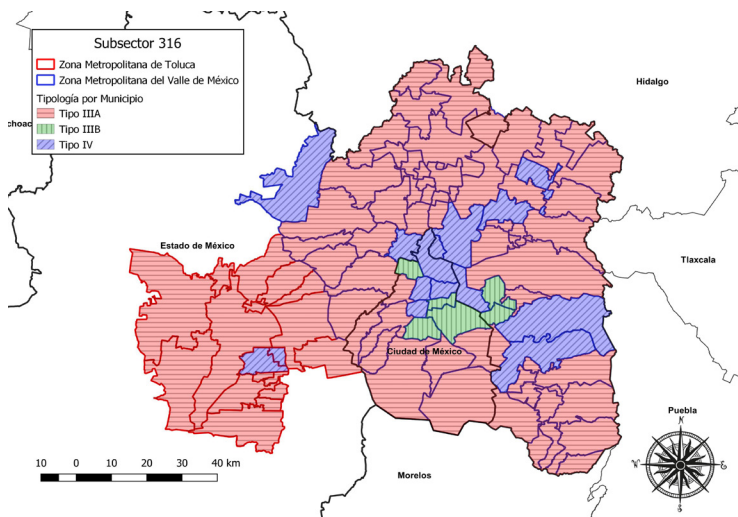 Subsector 316
Zona Metropolitana de Toluca
Zona Metropolitana del Valle de México
Tipología por Municipio
Tipo IIIA
Tipo IIIB
Tipo IV
Hidalgo
choac
Estado de México
Tlaxcala
Ciudad de México
Puebla
Morelos
N
W
E
S
10 0 10 20 30 40 km